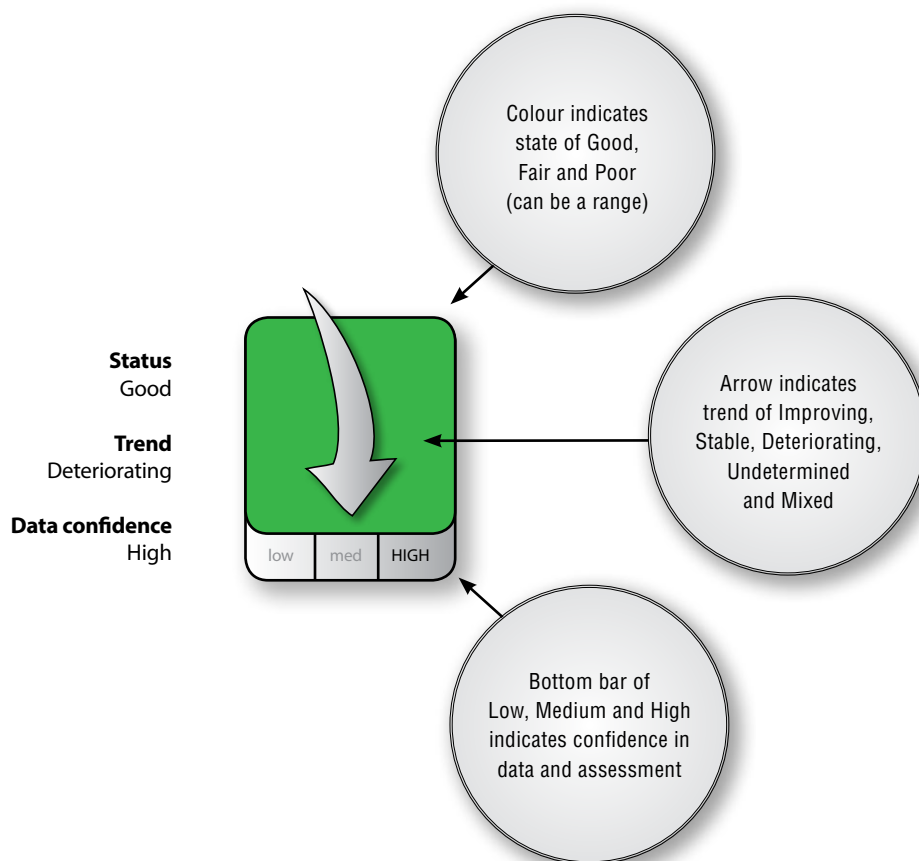 Colour indicates
state of Good,
Fair and Poor
(can be a range)
Status
Good
Trend
Deteriorating
Data confidence
High
Arrow indicates
trend of Improving,
Stable, Deteriorating,
Undetermined
and Mixed
low med HIGH
Bottom bar of
Low, Medium and High
indicates confidence in
data and assessment